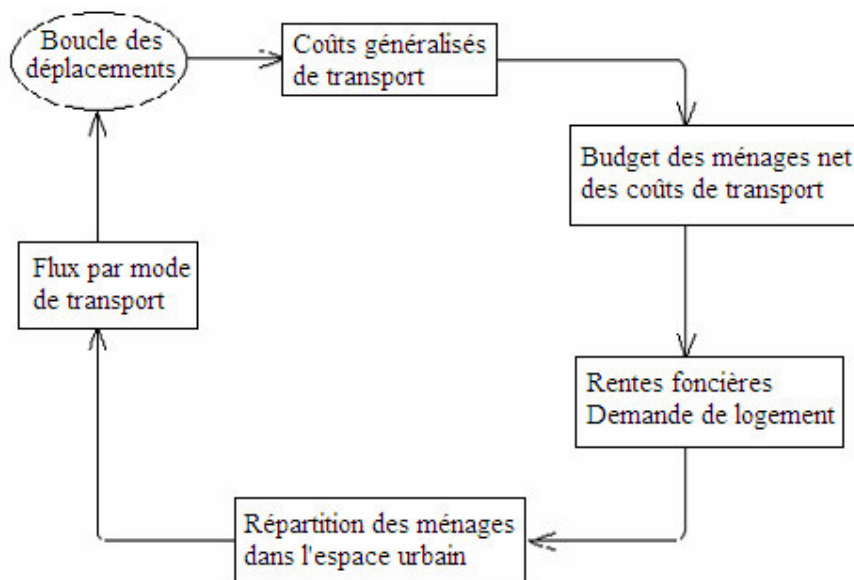 Boucle des
déplacements
Coûts généralisés
de transport
Budget des ménages net
des coûts de transport
Rentes foncières
Demande de logement
Répartition des ménages
dans l'espace urbain
Flux par mode
de transport